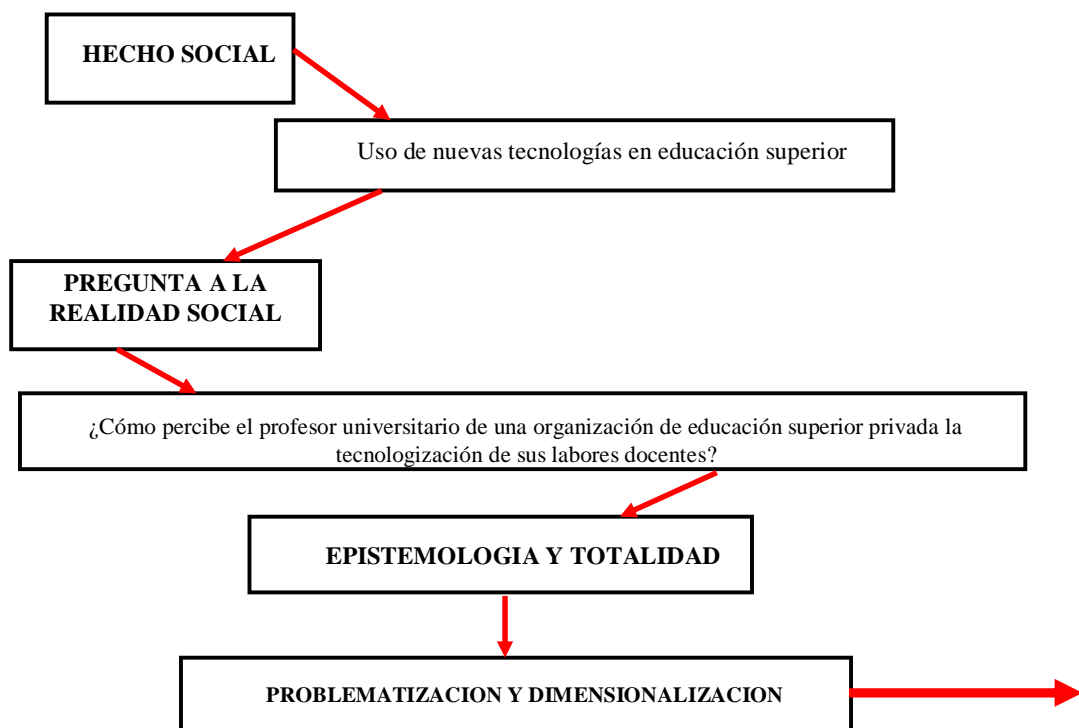 HECHO SOCIAL
Uso de nuevas tecnologías en educación superior
PREGUNTA A LA
REALIDAD SOCIAL
¿Cómo percibe el profesor universitario de una organización de educación superior privada la
tecnologización de sus labores docentes?
EPISTEMOLOGIA Y TOTALIDAD
PROBLEMATIZACION Y DIMENSIONALIZACION